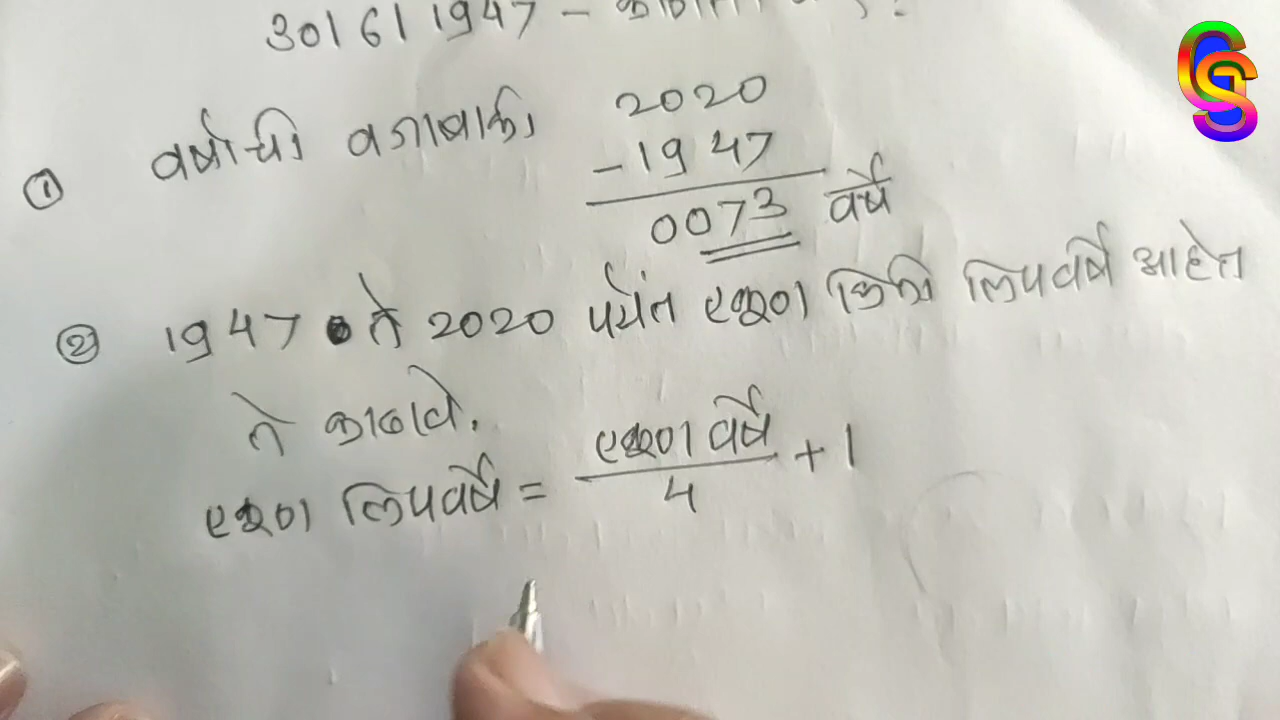 30/6/1947 -
① वर्षाची वजाबाकी 2020
- 1947
0073 वर्षे
② 1947 ते 2020 पर्यंत एकूण किती लिपवर्षे आहेत
ते काढावे.
एकूण लिपवर्षे = एकूण वर्षे / 4 + 1